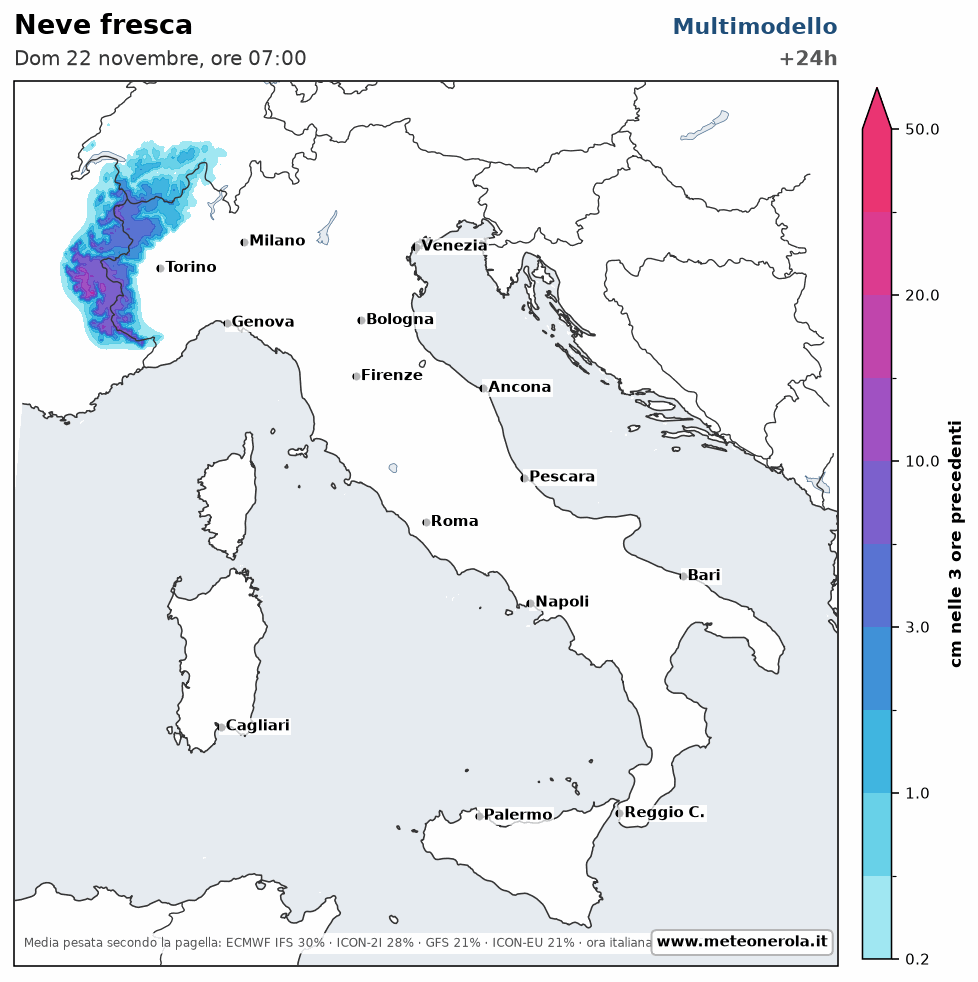 Neve fresca
Multimodello
Dom 22 novembre, ore 07:00
+24h
50.0
20.0
10.0
3.0
1.0
0.2
cm nelle 3 ore precedenti
Milano
Venezia
Torino
Genova
Bologna
Firenze
Ancona
Pescara
Roma
Bari
Napoli
Cagliari
Palermo
Reggio C.
Media pesata secondo la pagella: ECMWF IFS 30% · ICON-2I 28% · GFS 21% · ICON-EU 21% · ora italiana
www.meteonerola.it